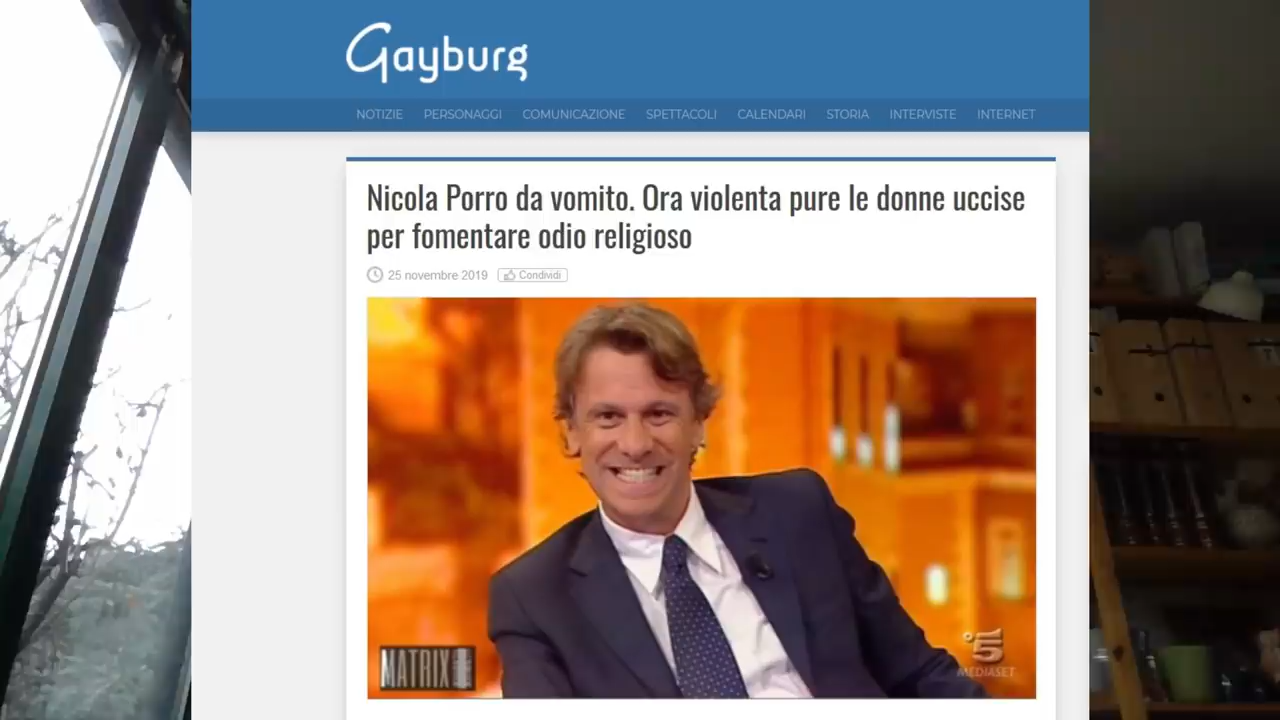 Gayburg
NOTIZIE PERSONAGGI COMUNICAZIONE SPETTACOLI CALENDARI STORIA INTERVISTE INTERNET
Nicola Porro da vomito. Ora violenta pure le donne uccise
per fomentare odio religioso
25 novembre 2019 Condividi
MATRIX
5
MEDIASET